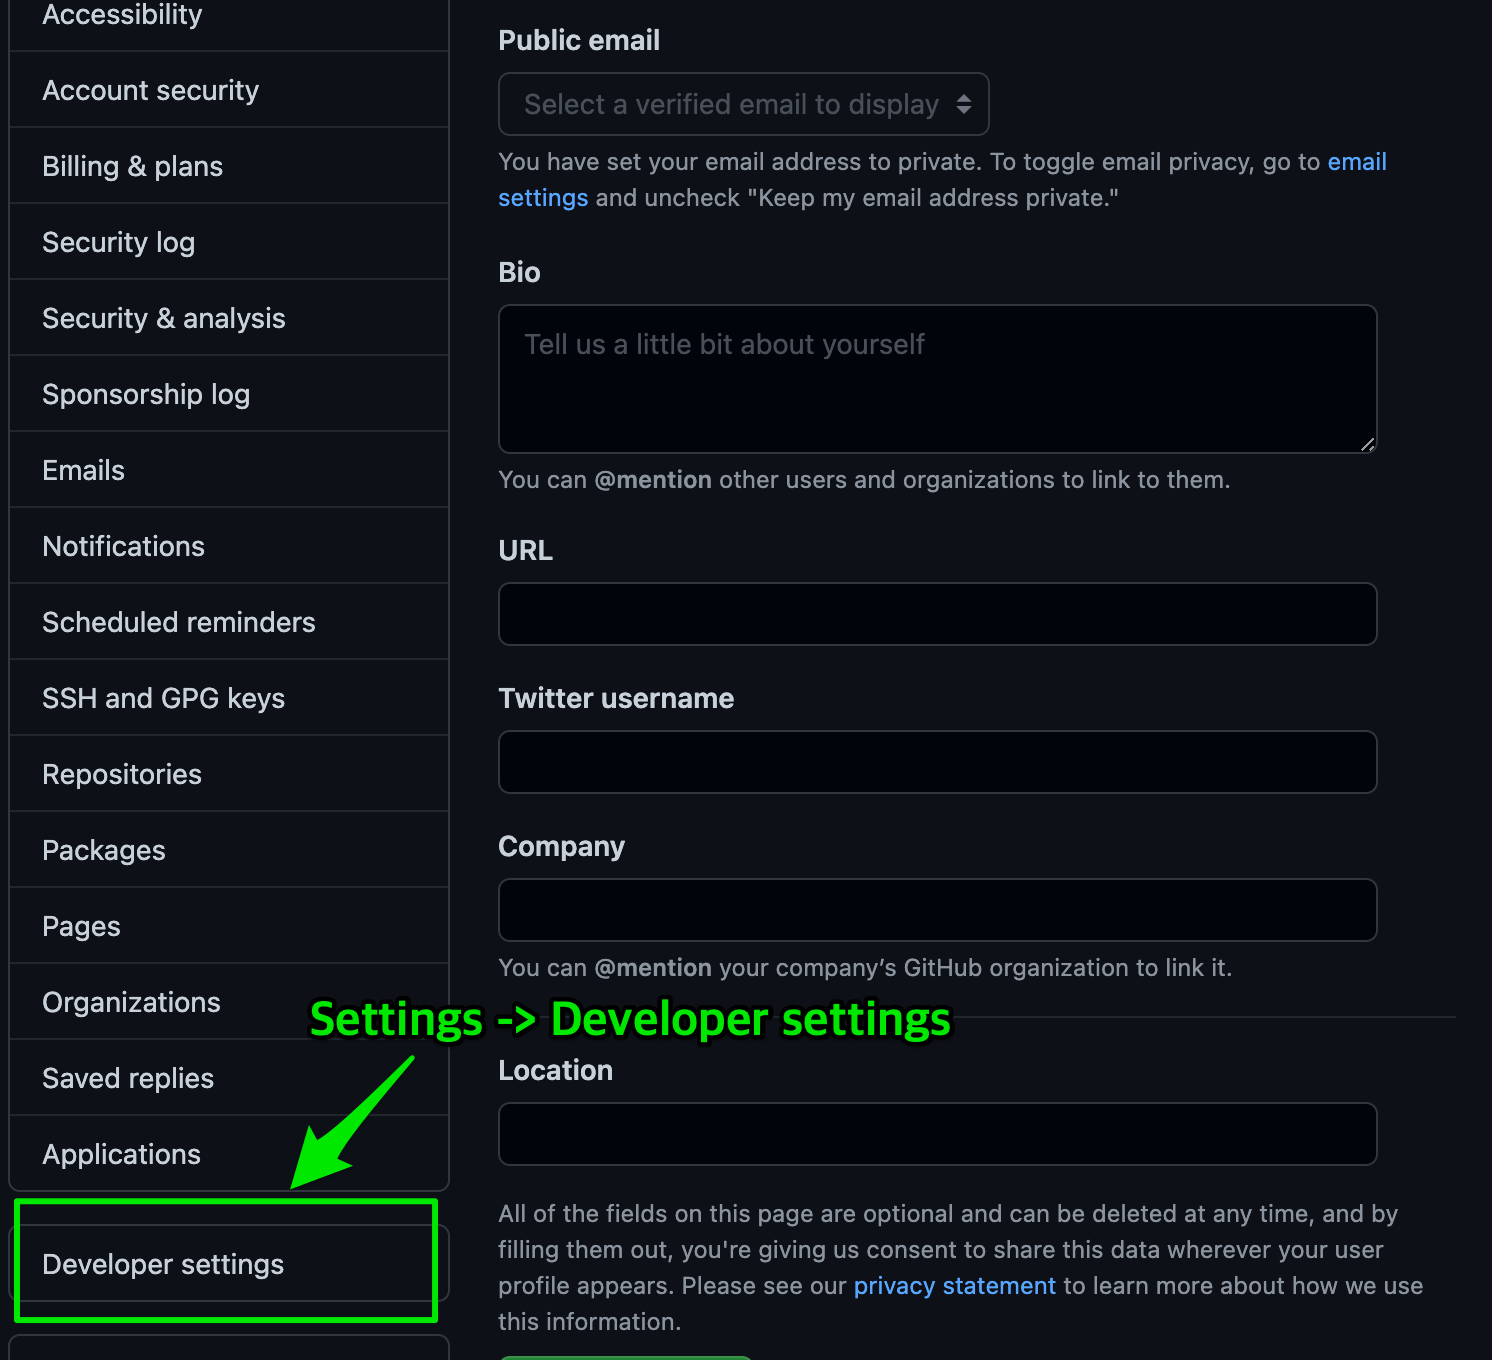 Accessibility
Account security
Billing & plans
Security log
Security & analysis
Sponsorship log
Emails
Notifications
Scheduled reminders
SSH and GPG keys
Repositories
Packages
Pages
Organizations
Saved replies
Applications
Developer settings
Public email
Select a verified email to display
You have set your email address to private. To toggle email privacy, go to email
settings and uncheck "Keep my email address private."
Bio
Tell us a little bit about yourself
You can @mention other users and organizations to link to them.
URL
Twitter username
Company
You can @mention your company’s GitHub organization to link it.
Settings -> Developer settings
Location
All of the fields on this page are optional and can be deleted at any time, and by
filling them out, you're giving us consent to share this data wherever your user
profile appears. Please see our privacy statement to learn more about how we use
this information.